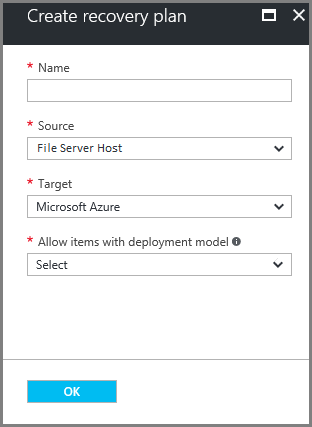 Create recovery plan
* Name
* Source
File Server Host
* Target
Microsoft Azure
* Allow items with deployment model
Select
OK